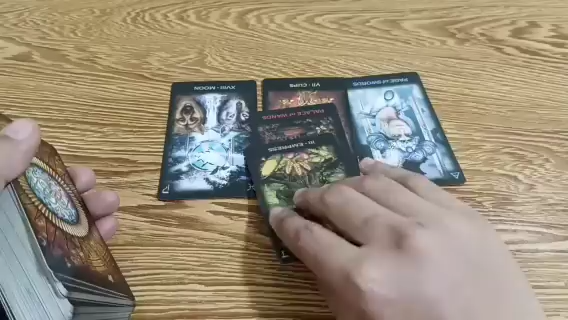 XVIII · MOON
VII · CUPS
PAGE of SWORDS
PALACE of WANDS
III · EMPRESS